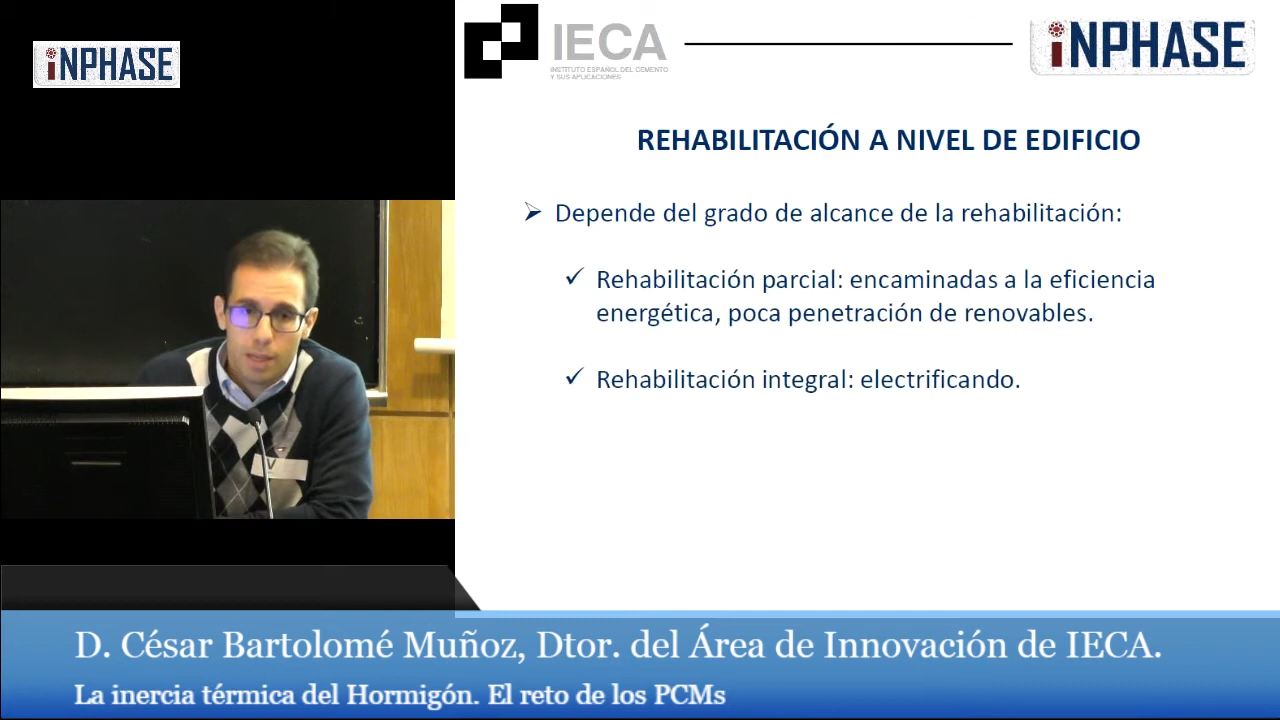 iNPHASE
IECA
INSTITUTO ESPAÑOL DEL CEMENTO
Y SUS APLICACIONES
iNPHASE
REHABILITACIÓN A NIVEL DE EDIFICIO
Depende del grado de alcance de la rehabilitación:
Rehabilitación parcial: encaminadas a la eficiencia
energética, poca penetración de renovables.
Rehabilitación integral: electrificando.
D. César Bartolomé Muñoz, Dtor. del Área de Innovación de IECA.
La inercia térmica del Hormigón. El reto de los PCMs